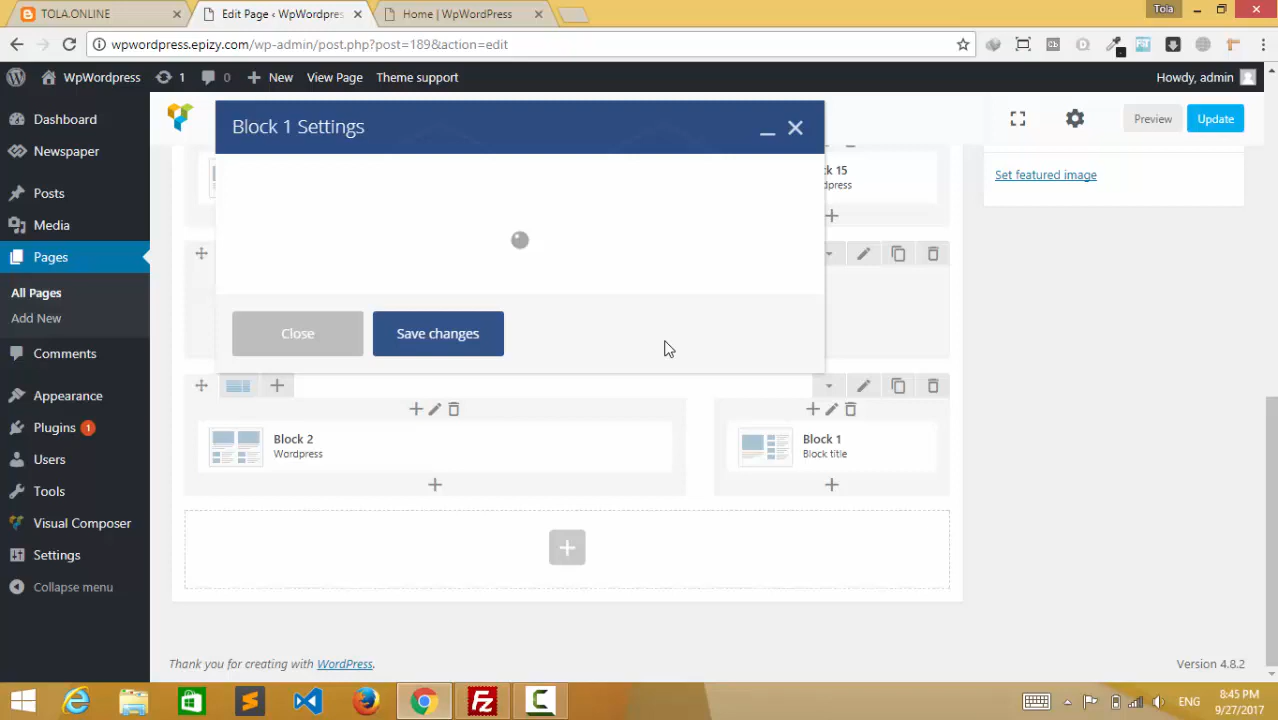 Tola
TOLA.ONLINE
Edit Page ‹ WpWordpres
Home | WpWordPress
wpwordpress.epizy.com/wp-admin/post.php?post=189&action=edit
WpWordpress
1
0
New
View Page
Theme support
Howdy, admin
Dashboard
Newspaper
Posts
Media
Pages
All Pages
Add New
Comments
Appearance
Plugins 1
Users
Tools
Visual Composer
Settings
Collapse menu
Block 1 Settings
Preview
Update
Set featured image
ck 15
dpress
Close
Save changes
Block 2
Wordpress
Block 1
Block title
Thank you for creating with WordPress.
Version 4.8.2
ENG
8:45 PM
9/27/2017